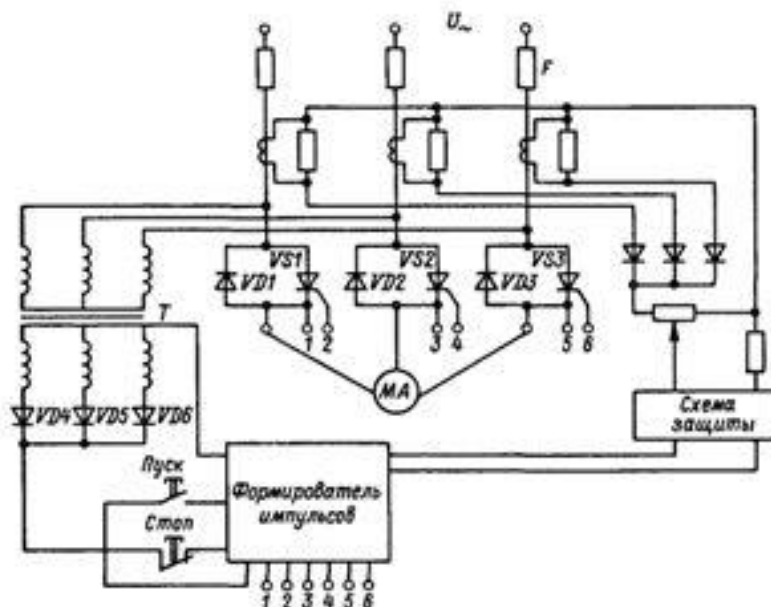 U~
F
VS1
VS2
VS3
VD1
VD2
VD3
1
2
3
4
5
6
T
MA
VD4
VD5
VD6
Схема
защиты
Пуск
Стоп
Формирователь
импульсов
1 2 3 4 5 6